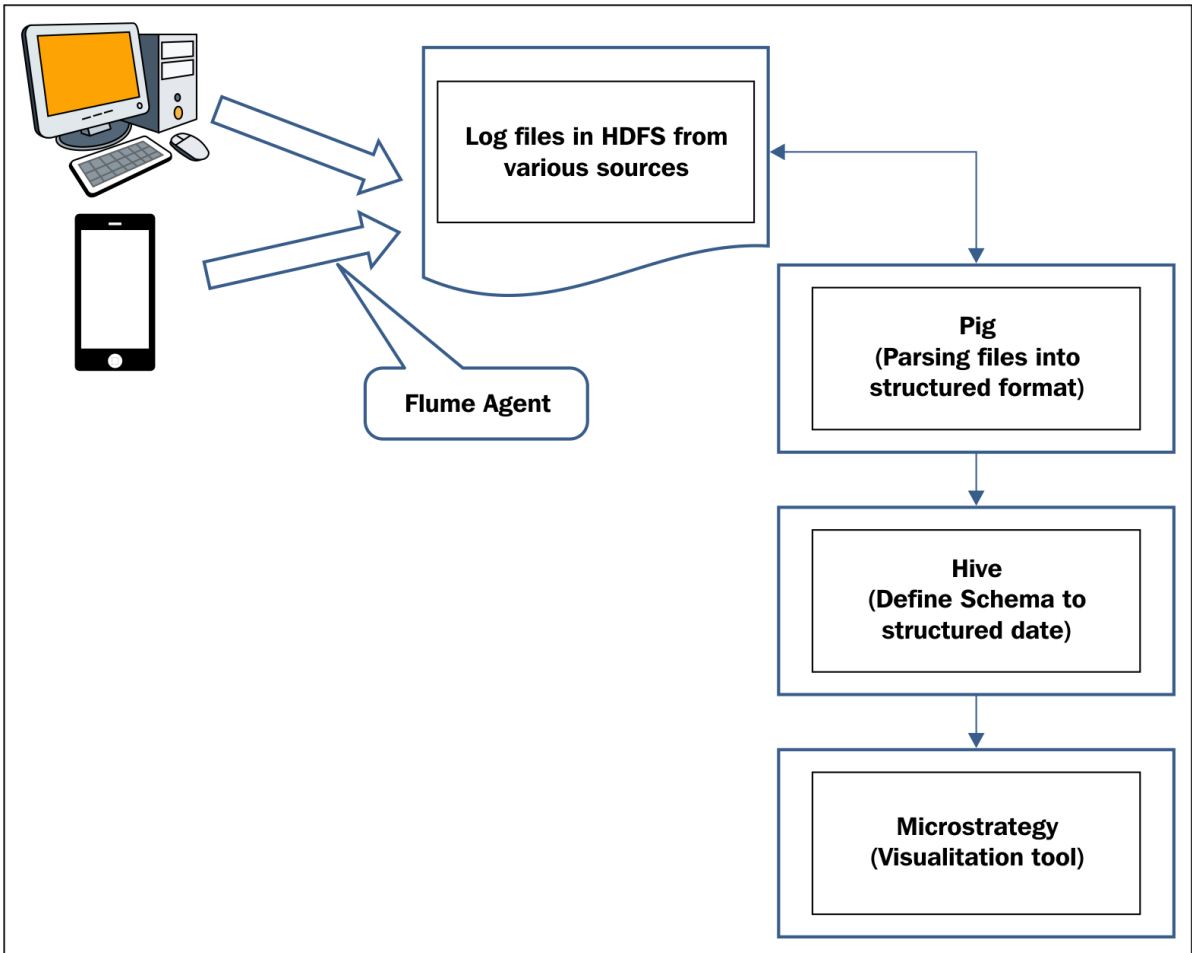 Log files in HDFS from
various sources
Flume Agent
Pig
(Parsing files into
structured format)
Hive
(Define Schema to
structured date)
Microstrategy
(Visualitation tool)